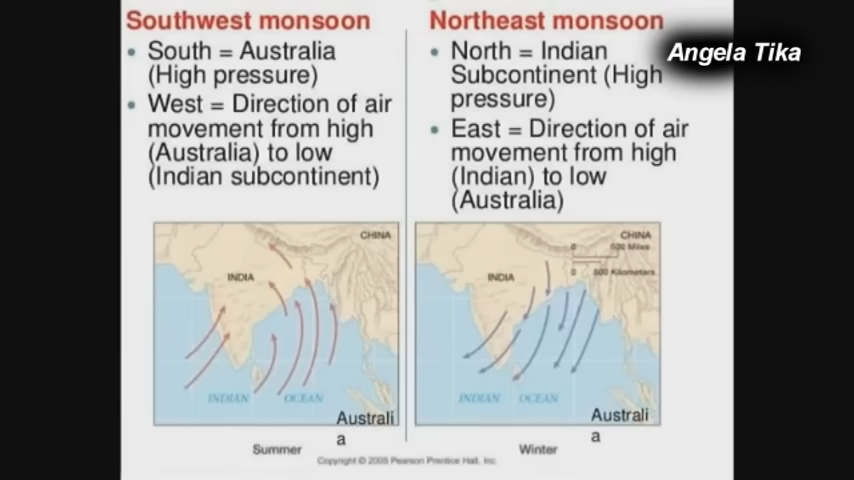 Southwest monsoon
• South = Australia
(High pressure)
• West = Direction of air
movement from high
(Australia) to low
(Indian subcontinent)
Northeast monsoon
• North = Indian
Subcontinent (High
pressure)
• East = Direction of air
movement from high
(Indian) to low
(Australia)
Angela Tika
CHINA
INDIA
INDIAN OCEAN
Australi
a
Summer
CHINA
0 500 Miles
0 500 Kilometers
INDIA
INDIAN OCEAN
Australi
a
Winter
Copyright © 2005 Pearson Prentice Hall, Inc.